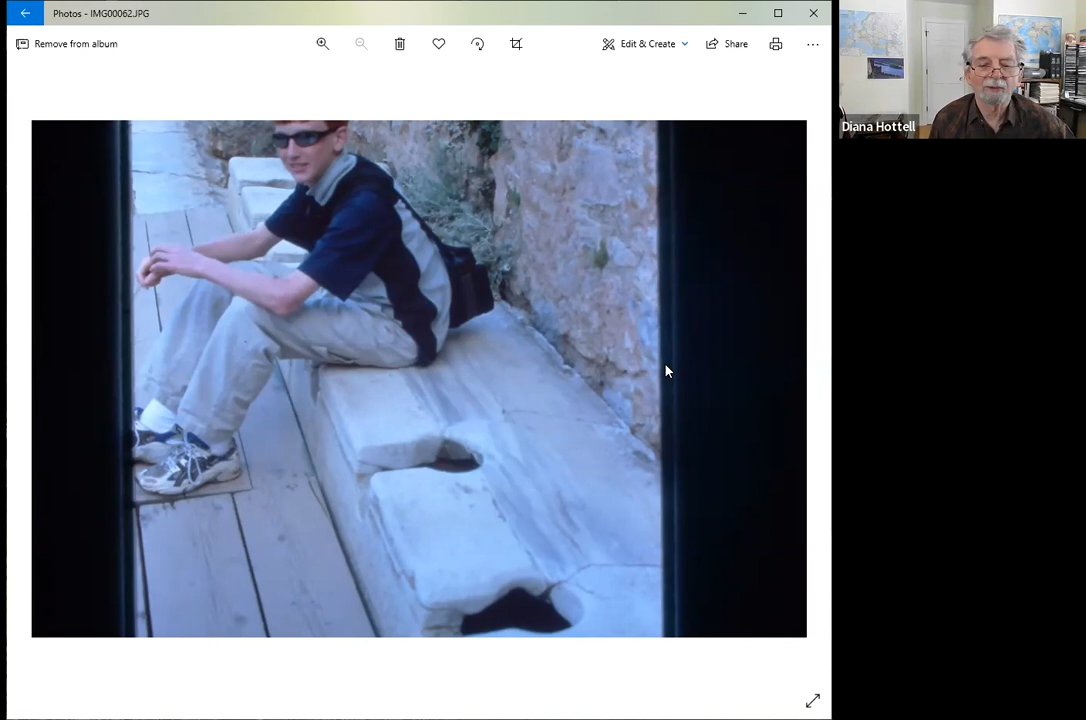 Photos - IMG00062.JPG
Remove from album
Edit & Create
Share
Diana Hottell